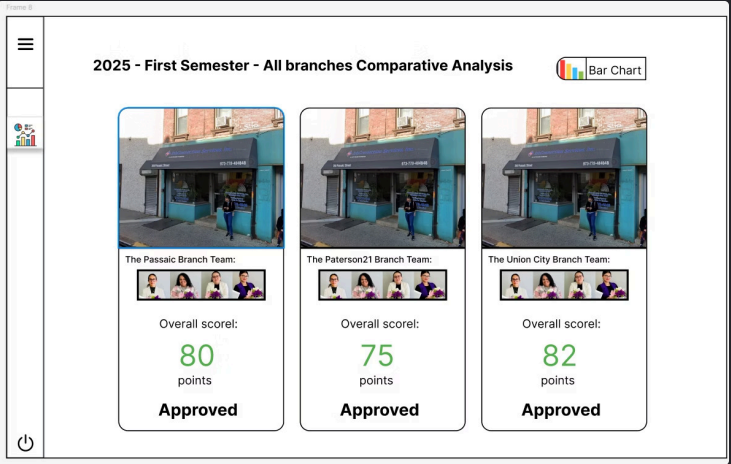 Frame 8
2025 - First Semester - All branches Comparative Analysis
Bar Chart
The Passaic Branch Team:
The Paterson21 Branch Team:
The Union City Branch Team:
Overall scorel:
Overall scorel:
Overall scorel:
80
75
82
points
points
points
Approved
Approved
Approved